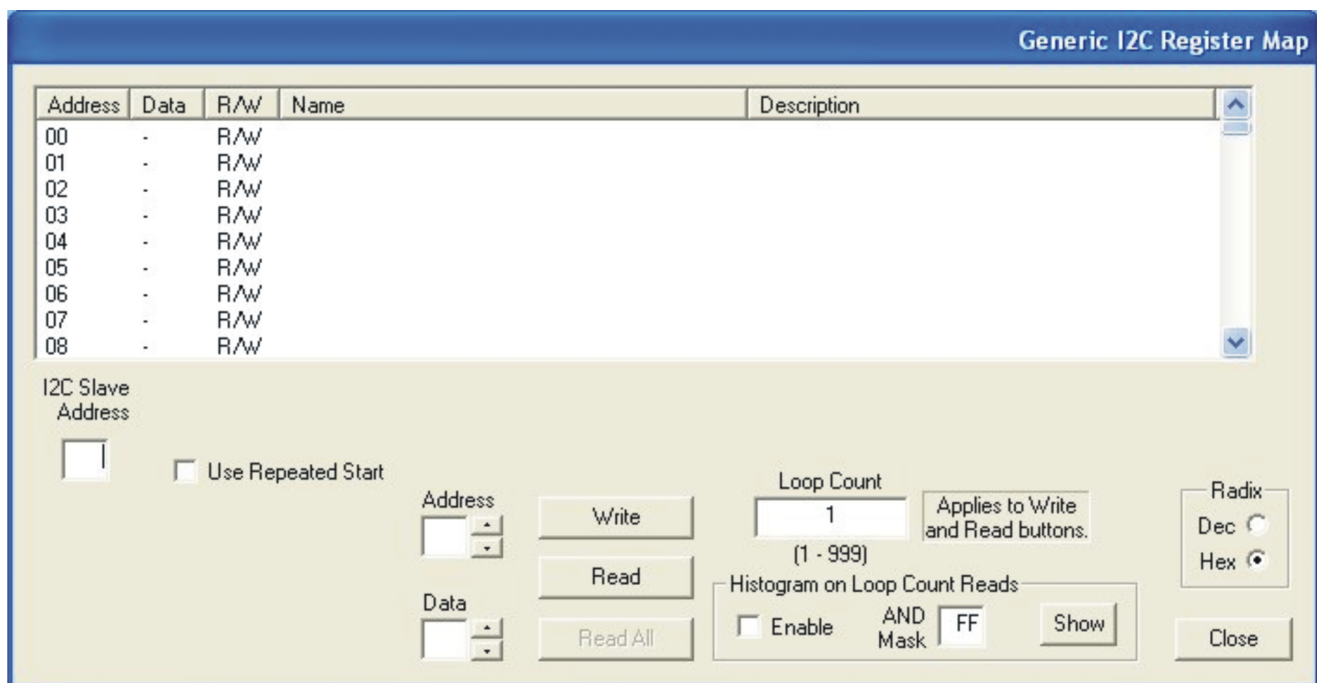 Generic I2C Register Map
Address Data R/W Name Description
00 - R/W
01 - R/W
02 - R/W
03 - R/W
04 - R/W
05 - R/W
06 - R/W
07 - R/W
08 - R/W
I2C Slave
Address
Use Repeated Start
Address
Write
Read
Data
Read All
Loop Count
1
(1 - 999)
Applies to Write
and Read buttons.
Histogram on Loop Count Reads
Enable
AND
Mask
FF
Show
Radix
Dec
Hex
Close